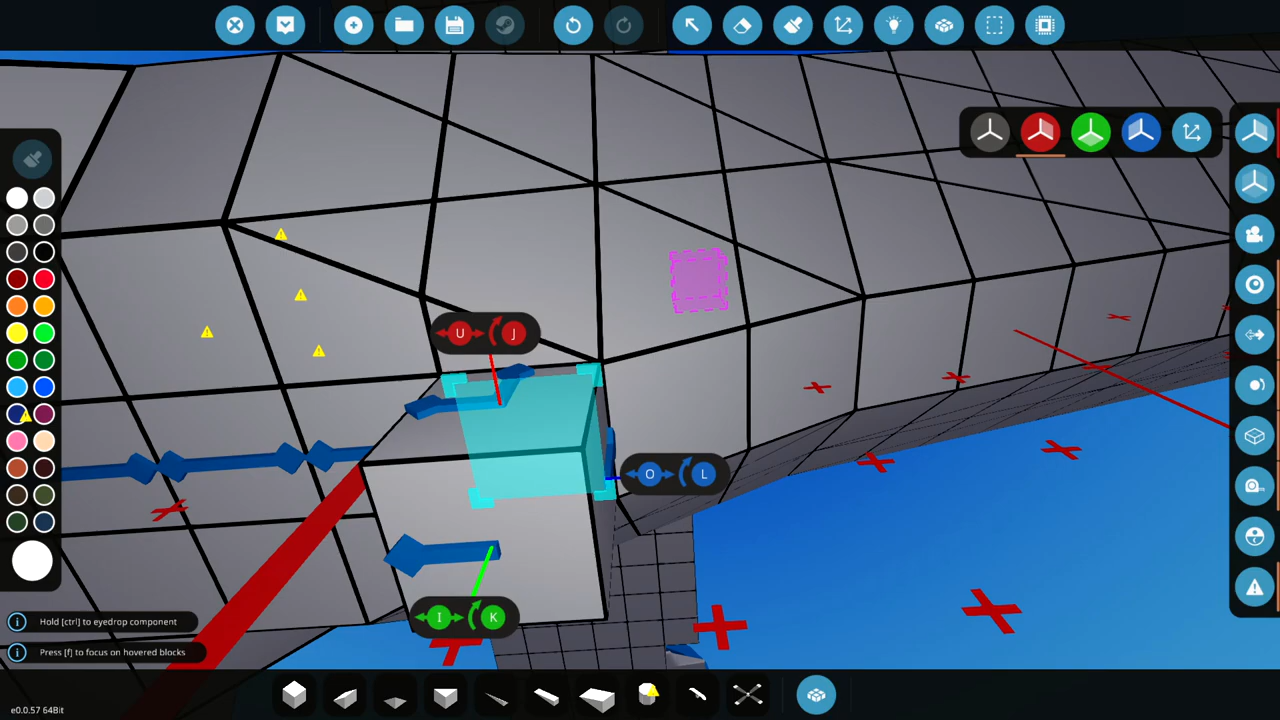 U J
O L
I K
Hold [ctrl] to eyedrop component
Press [f] to focus on hovered blocks
e0.0.57 64Bit